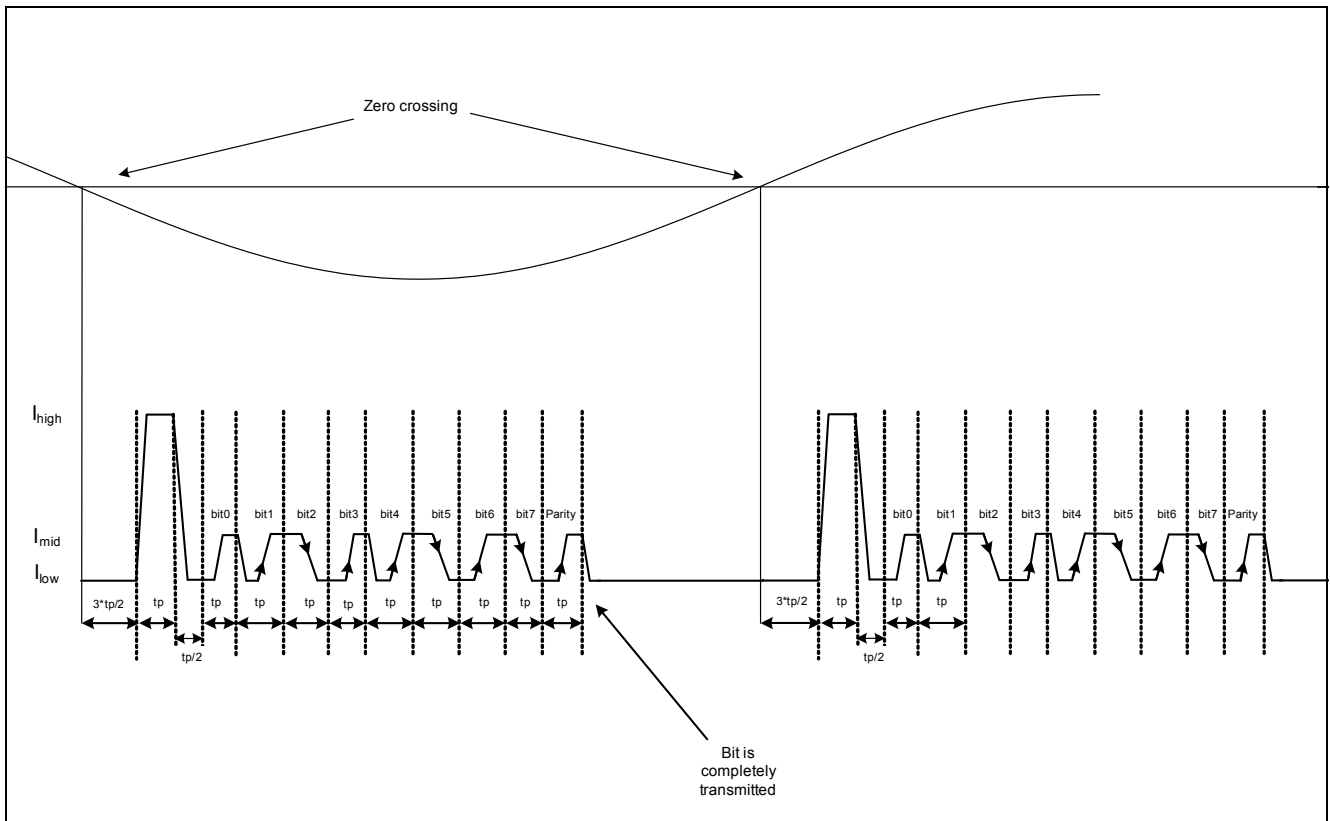 Zero crossing
Ihigh
Imid
Ilow
bit0 bit1 bit2 bit3 bit4 bit5 bit6 bit7 Parity
bit0 bit1 bit2 bit3 bit4 bit5 bit6 bit7 Parity
3*tp/2 tp tp tp tp tp tp tp tp tp tp
tp/2
3*tp/2 tp tp tp
tp/2
Bit is
completely
transmitted